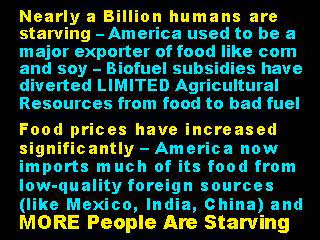 Nearly a Billion humans are
starving – America used to be a
major exporter of food like corn
and soy – Biofuel subsidies have
diverted LIMITED Agricultural
Resources from food to bad fuel
Food prices have increased
significantly – America now
imports much of its food from
low-quality foreign sources
(like Mexico, India, China) and
MORE People Are Starving